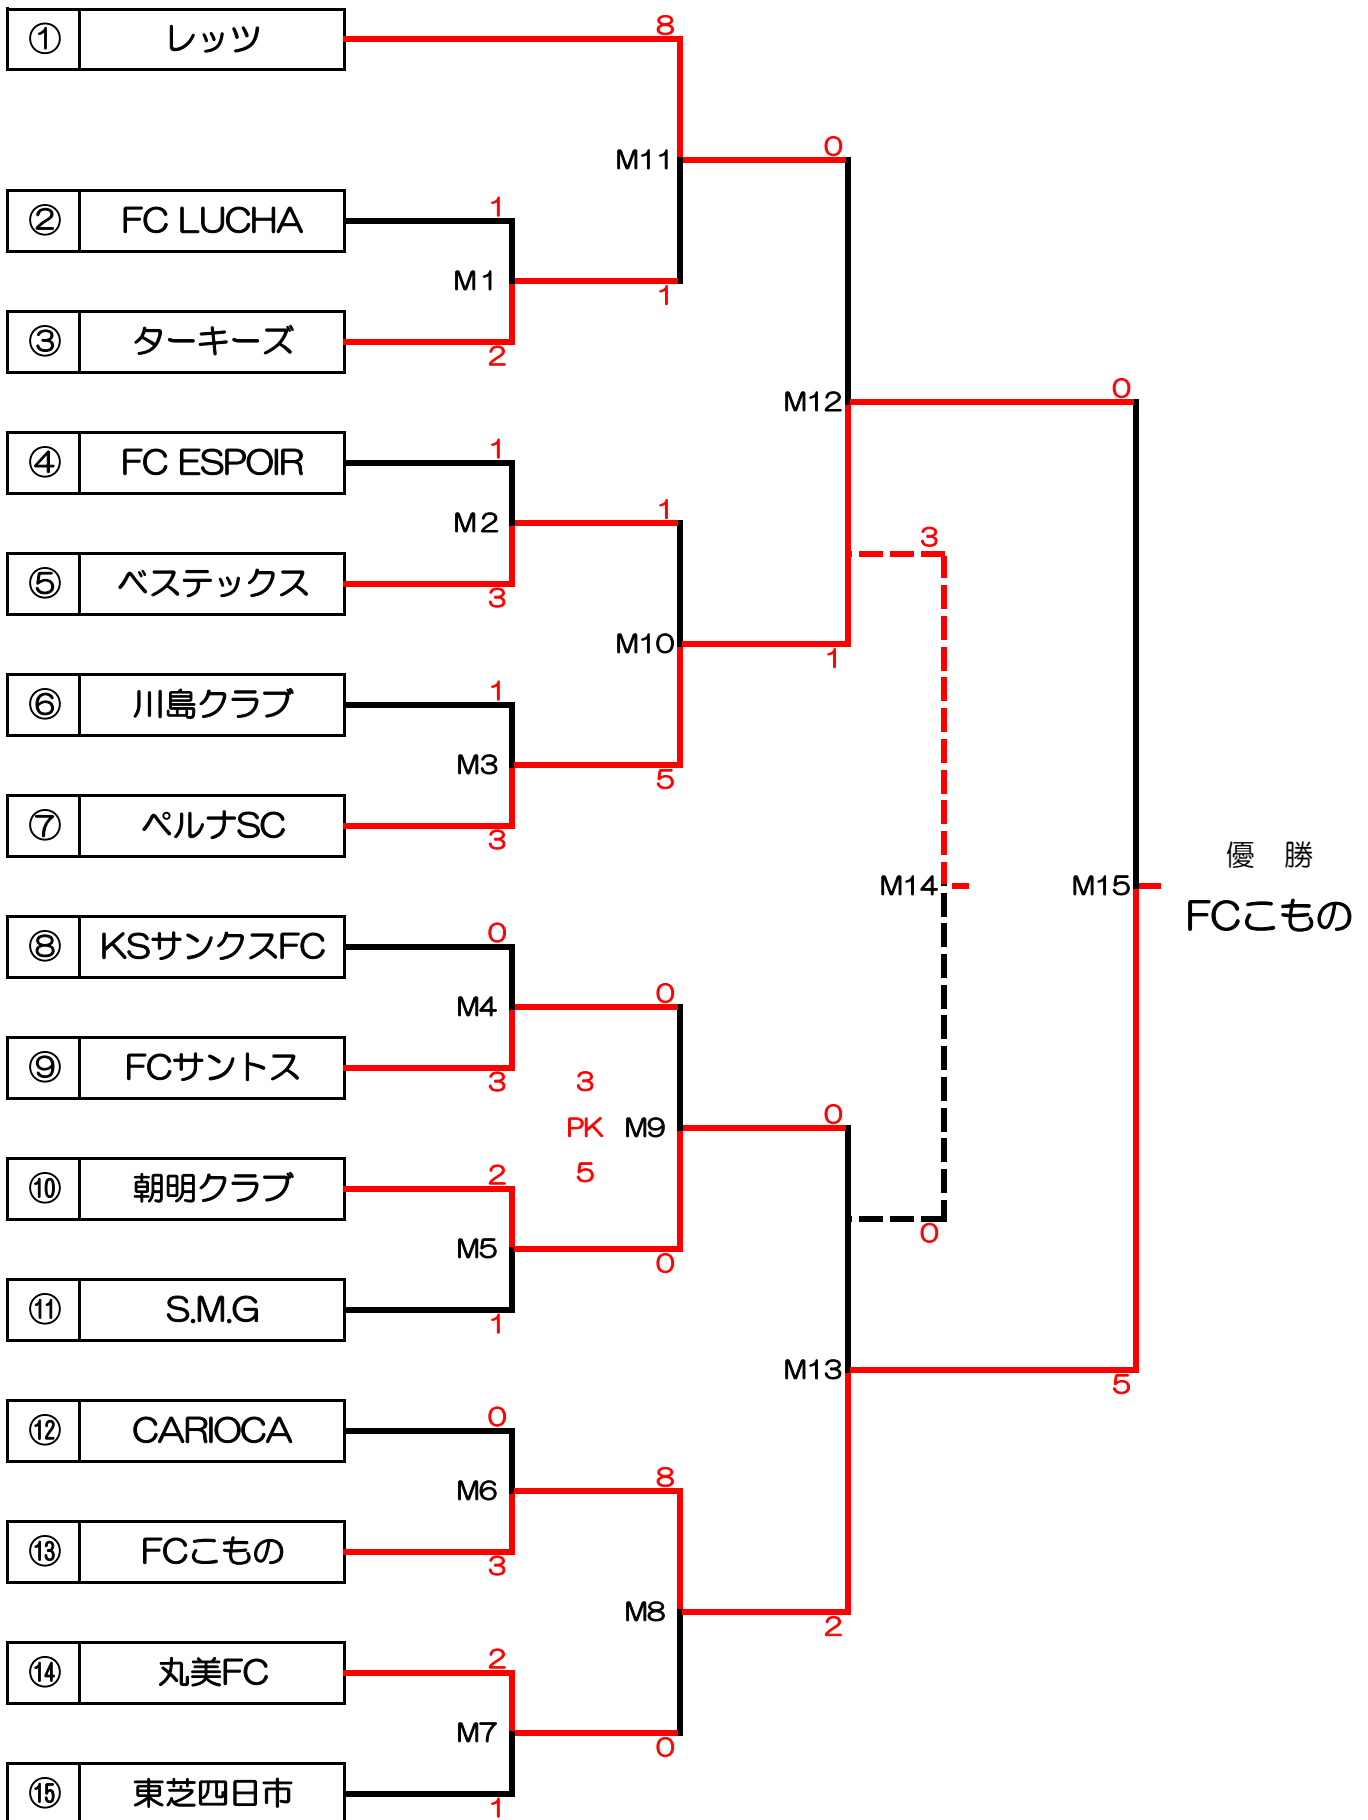 ① レッツ
8
0
M11
② FC LUCHA
1
M1
1
③ ターキーズ
2
M12
0
④ FC ESPOIR
1
M2
1
3
⑤ ベステックス
3
M10
1
⑥ 川島クラブ
1
M3
5
⑦ ペルナSC
3
優 勝
M14
M15
FCこもの
⑧ KSサンクスFC
0
M4
0
⑨ FCサントス
3
3
PK
M9
0
5
⑩ 朝明クラブ
2
0
M5
0
⑪ S.M.G
1
M13
5
⑫ CARIOCA
0
M6
8
⑬ FCこもの
3
M8
2
⑭ 丸美FC
2
M7
0
⑮ 東芝四日市
1